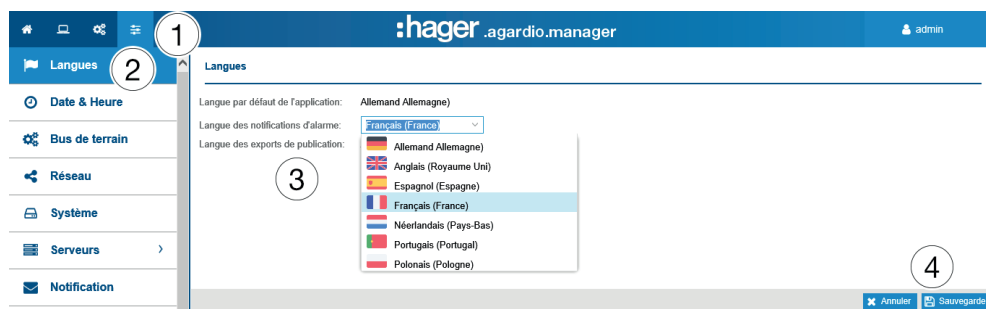 1
:hager .agardio.manager
admin
Langues
2
Date & Heure
Bus de terrain
Réseau
Système
Serveurs
Notification
Langues
Langue par défaut de l'application: Allemand Allemagne)
Langue des notifications d'alarme: Français (France)
Langue des exports de publication:
3
Allemand Allemagne)
Anglais (Royaume Uni)
Espagnol (Espagne)
Français (France)
Néerlandais (Pays-Bas)
Portugais (Portugal)
Polonais (Pologne)
4
Annuler
Sauvegarde